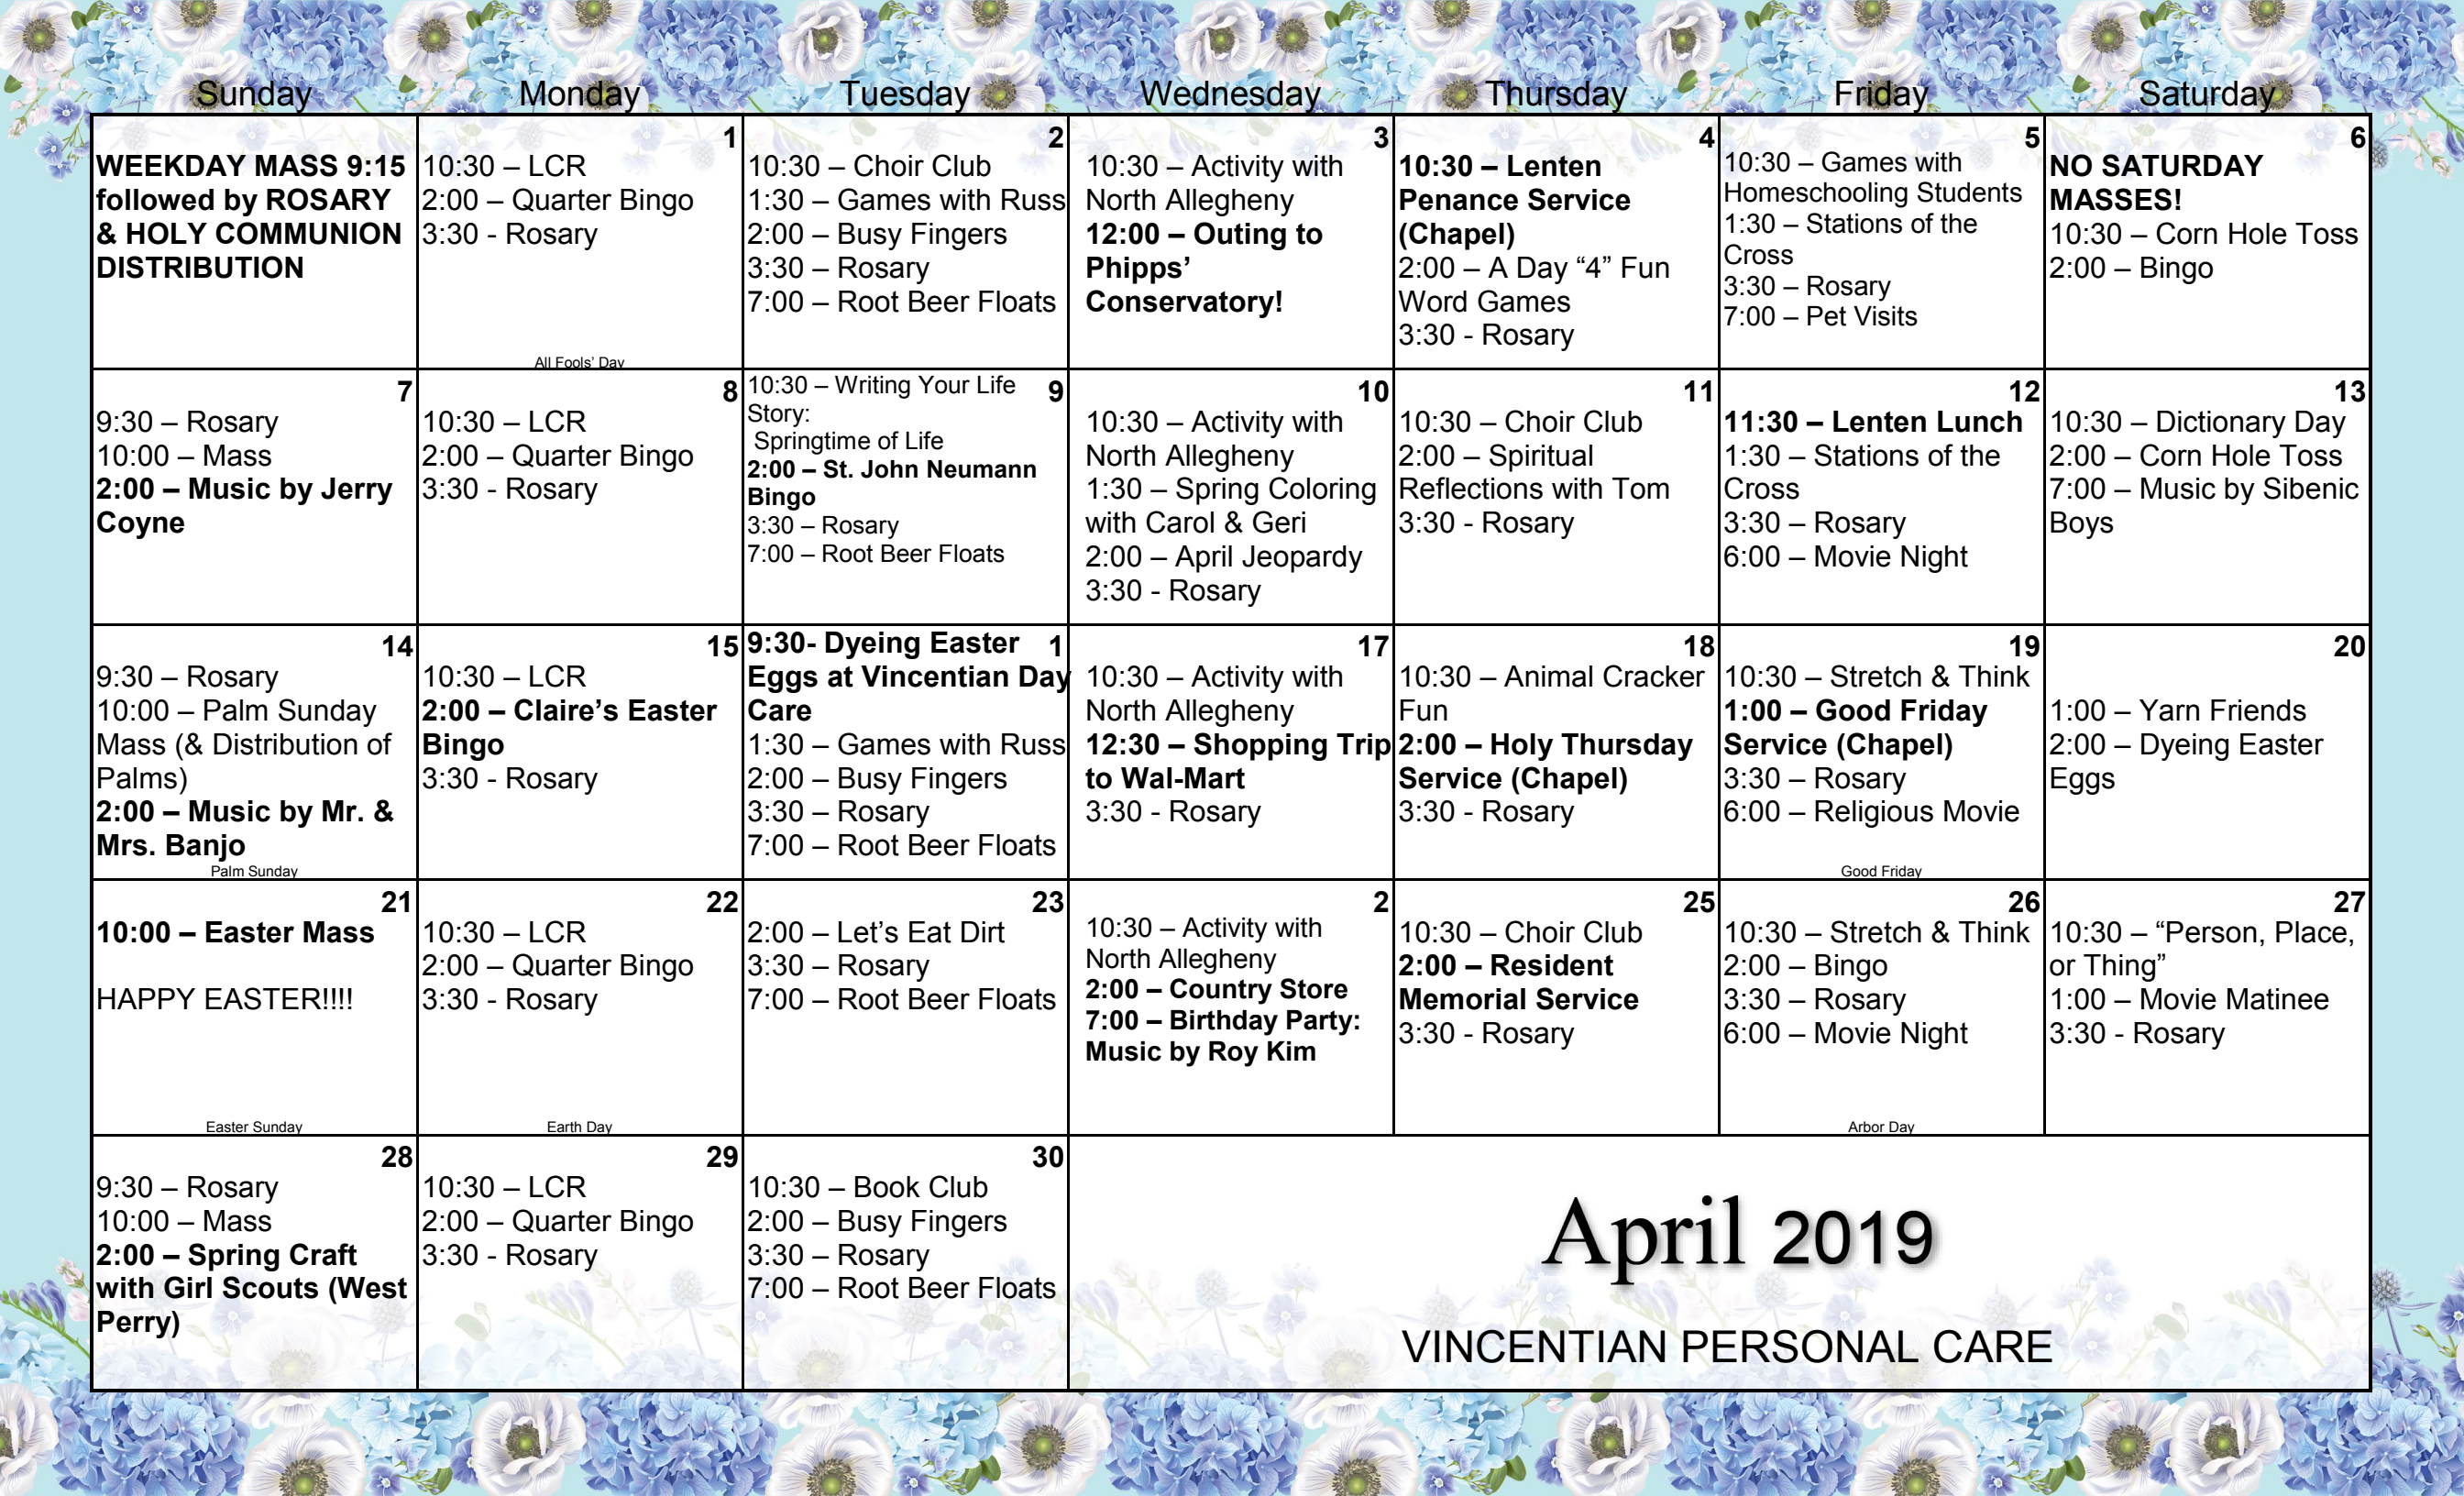 Sunday Monday Tuesday Wednesday Thursday Friday Saturday
WEEKDAY MASS 9:15
followed by ROSARY
& HOLY COMMUNION
DISTRIBUTION
1
10:30 – LCR
2:00 – Quarter Bingo
3:30 - Rosary
All Fools' Day
2
10:30 – Choir Club
1:30 – Games with Russ
2:00 – Busy Fingers
3:30 – Rosary
7:00 – Root Beer Floats
3
10:30 – Activity with
North Allegheny
12:00 – Outing to
Phipps’
Conservatory!
4
10:30 – Lenten
Penance Service
(Chapel)
2:00 – A Day “4” Fun
Word Games
3:30 - Rosary
5
10:30 – Games with
Homeschooling Students
1:30 – Stations of the
Cross
3:30 – Rosary
7:00 – Pet Visits
6
NO SATURDAY
MASSES!
10:30 – Corn Hole Toss
2:00 – Bingo
7
9:30 – Rosary
10:00 – Mass
2:00 – Music by Jerry
Coyne
8
10:30 – LCR
2:00 – Quarter Bingo
3:30 - Rosary
10:30 – Writing Your Life 9
Story:
Springtime of Life
2:00 – St. John Neumann
Bingo
3:30 – Rosary
7:00 – Root Beer Floats
10
10:30 – Activity with
North Allegheny
1:30 – Spring Coloring
with Carol & Geri
2:00 – April Jeopardy
3:30 - Rosary
11
10:30 – Choir Club
2:00 – Spiritual
Reflections with Tom
3:30 - Rosary
12
11:30 – Lenten Lunch
1:30 – Stations of the
Cross
3:30 – Rosary
6:00 – Movie Night
13
10:30 – Dictionary Day
2:00 – Corn Hole Toss
7:00 – Music by Sibenic
Boys
14
9:30 – Rosary
10:00 – Palm Sunday
Mass (& Distribution of
Palms)
2:00 – Music by Mr. &
Mrs. Banjo
Palm Sunday
15
10:30 – LCR
2:00 – Claire’s Easter
Bingo
3:30 - Rosary
9:30- Dyeing Easter 1
Eggs at Vincentian Day
Care
1:30 – Games with Russ
2:00 – Busy Fingers
3:30 – Rosary
7:00 – Root Beer Floats
17
10:30 – Activity with
North Allegheny
12:30 – Shopping Trip
to Wal-Mart
3:30 - Rosary
18
10:30 – Animal Cracker
Fun
2:00 – Holy Thursday
Service (Chapel)
3:30 - Rosary
19
10:30 – Stretch & Think
1:00 – Good Friday
Service (Chapel)
3:30 – Rosary
6:00 – Religious Movie
Good Friday
20
1:00 – Yarn Friends
2:00 – Dyeing Easter
Eggs
21
10:00 – Easter Mass
HAPPY EASTER!!!!
Easter Sunday
22
10:30 – LCR
2:00 – Quarter Bingo
3:30 - Rosary
Earth Day
23
2:00 – Let’s Eat Dirt
3:30 – Rosary
7:00 – Root Beer Floats
2
10:30 – Activity with
North Allegheny
2:00 – Country Store
7:00 – Birthday Party:
Music by Roy Kim
25
10:30 – Choir Club
2:00 – Resident
Memorial Service
3:30 - Rosary
26
10:30 – Stretch & Think
2:00 – Bingo
3:30 – Rosary
6:00 – Movie Night
Arbor Day
27
10:30 – “Person, Place,
or Thing”
1:00 – Movie Matinee
3:30 - Rosary
28
9:30 – Rosary
10:00 – Mass
2:00 – Spring Craft
with Girl Scouts (West
Perry)
29
10:30 – LCR
2:00 – Quarter Bingo
3:30 - Rosary
30
10:30 – Book Club
2:00 – Busy Fingers
3:30 – Rosary
7:00 – Root Beer Floats
April 2019
VINCENTIAN PERSONAL CARE